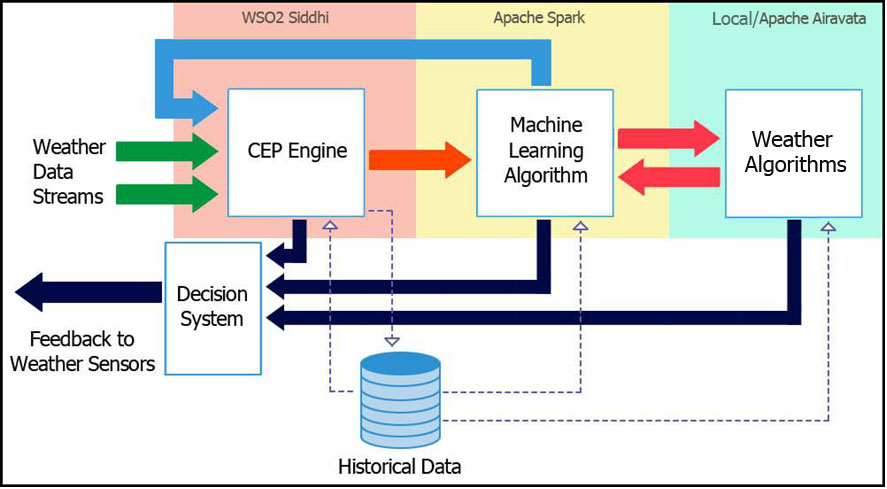 WSO2 Siddhi
Apache Spark
Local/Apache Airavata
Weather
Data
Streams
CEP Engine
Machine
Learning
Algorithm
Weather
Algorithms
Decision
System
Feedback to
Weather Sensors
Historical Data